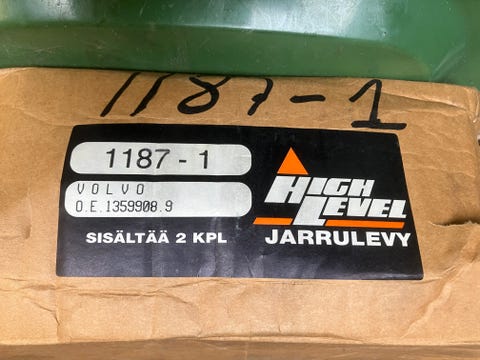 1187-1
1187 - 1
VOLVO
O.E.1359908.9
SISÄLTÄÄ 2 KPL
HIGH
LEVEL
JARRULEVY